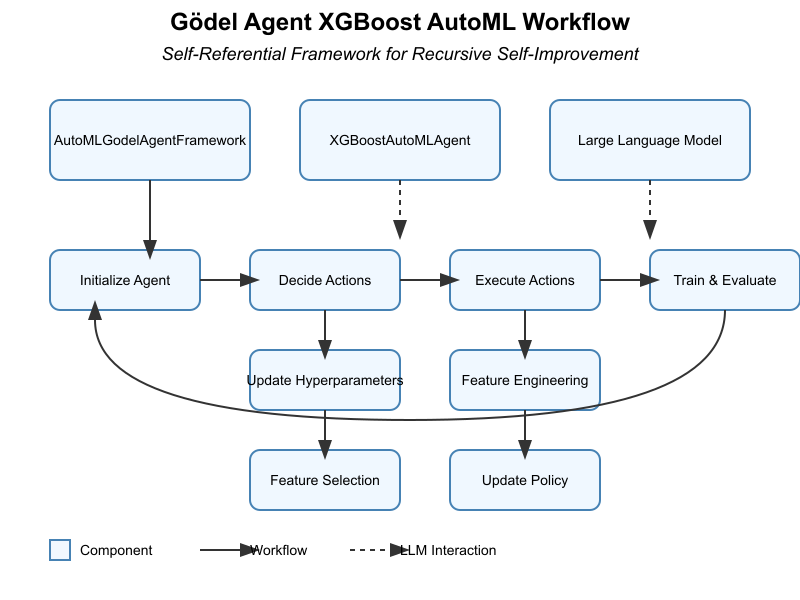 Gödel Agent XGBoost AutoML Workflow
Self-Referential Framework for Recursive Self-Improvement
AutoMLGodelAgentFramework
XGBoostAutoMLAgent
Large Language Model
Initialize Agent
Decide Actions
Execute Actions
Train & Evaluate
Update Hyperparameters
Feature Engineering
Feature Selection
Update Policy
Component
Workflow
LLM Interaction